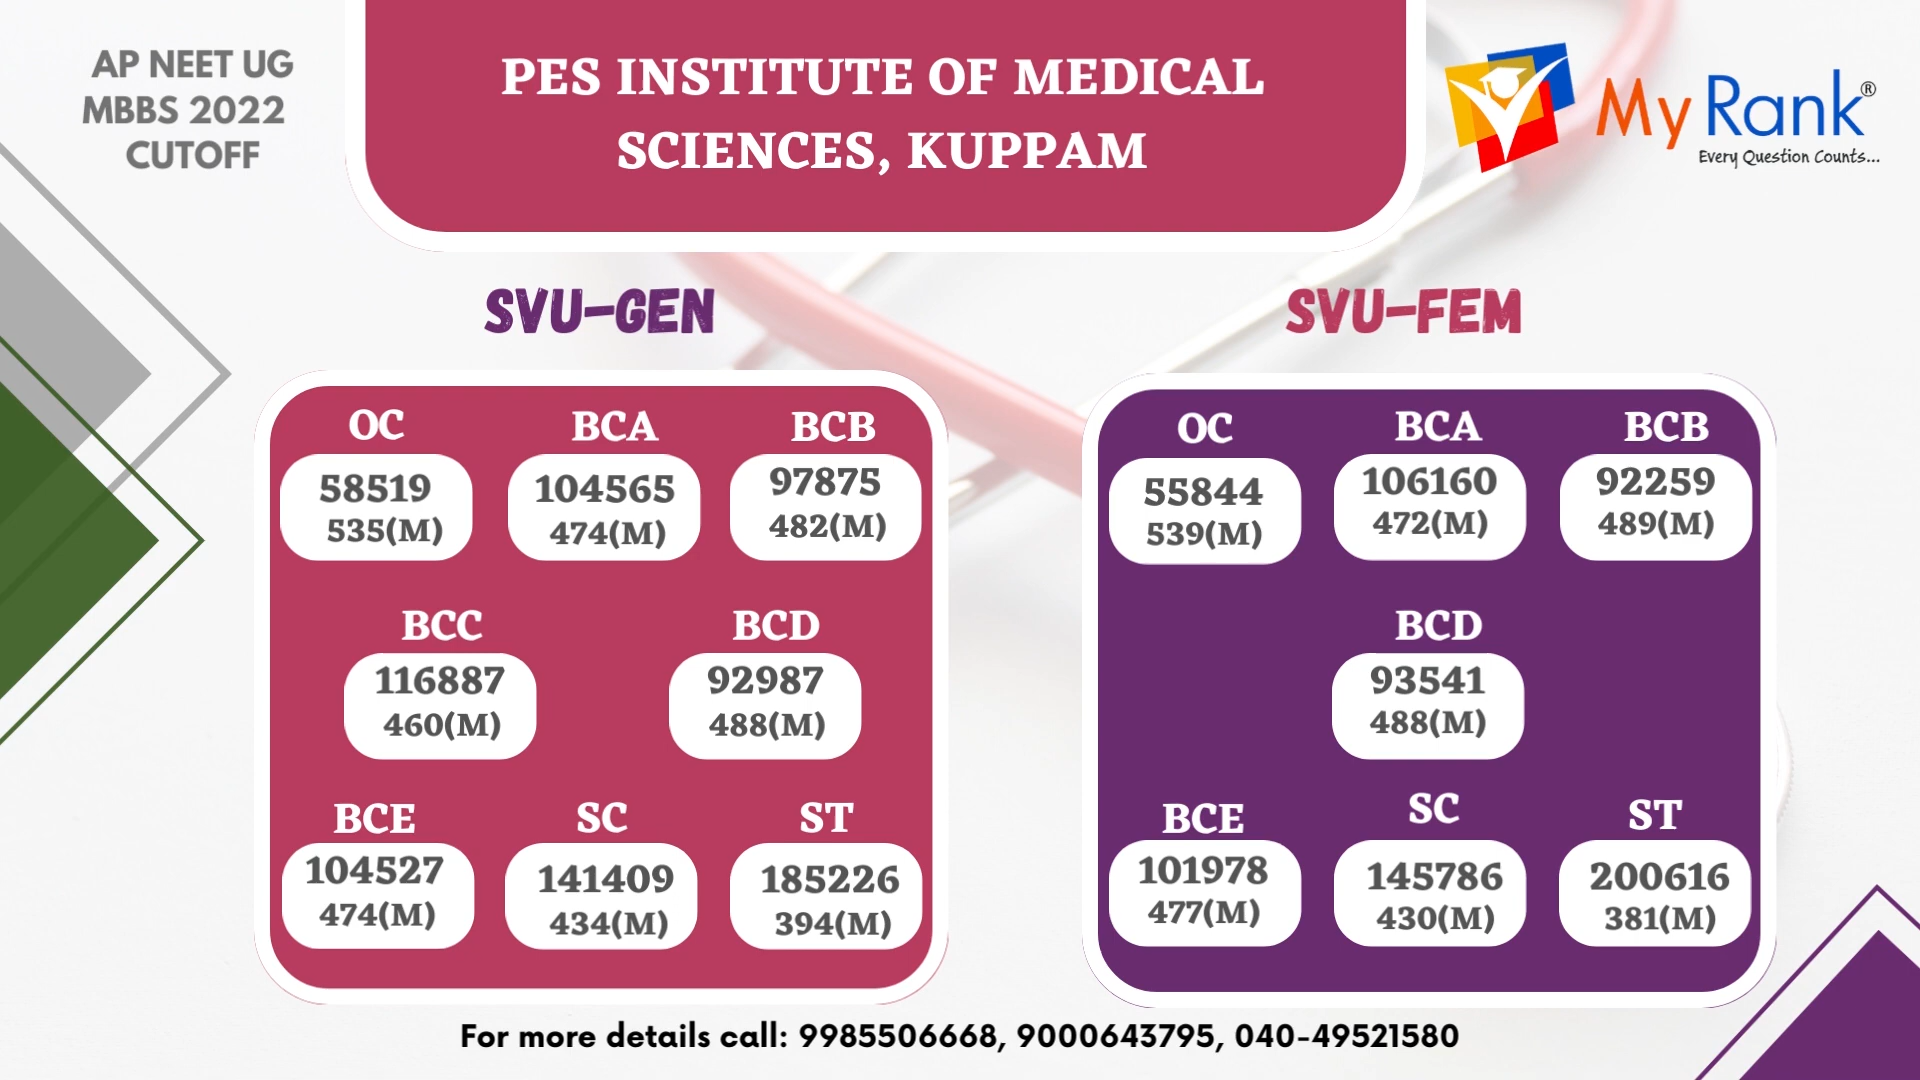 AP NEET UG
MBBS 2022
CUTOFF
PES INSTITUTE OF MEDICAL
SCIENCES, KUPPAM
My Rank®
Every Question Counts...
SVU-GEN
OC BCA BCB
58519 104565 97875
535(M) 474(M) 482(M)
BCC BCD
116887 92987
460(M) 488(M)
BCE SC ST
104527 141409 185226
474(M) 434(M) 394(M)
SVU-FEM
OC BCA BCB
55844 106160 92259
539(M) 472(M) 489(M)
BCD
93541
488(M)
BCE SC ST
101978 145786 200616
477(M) 430(M) 381(M)
For more details call: 9985506668, 9000643795, 040-49521580